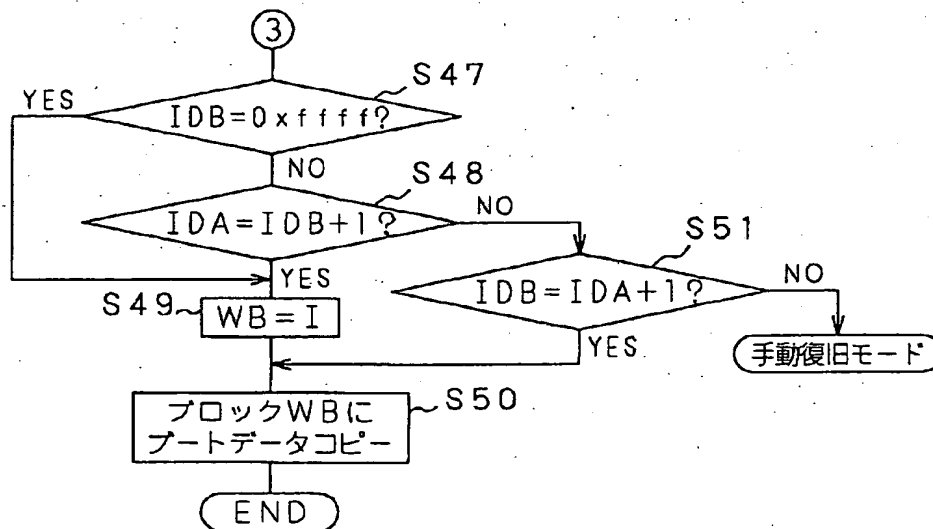 3
S47
YES
IDB=0xffff?
NO
S48
NO
IDA=IDB+1?
S51
YES
NO
IDB=IDA+1?
S49
WB=I
YES
手動復旧モード
S50
ブロックWBに
ブートデータコピー
END